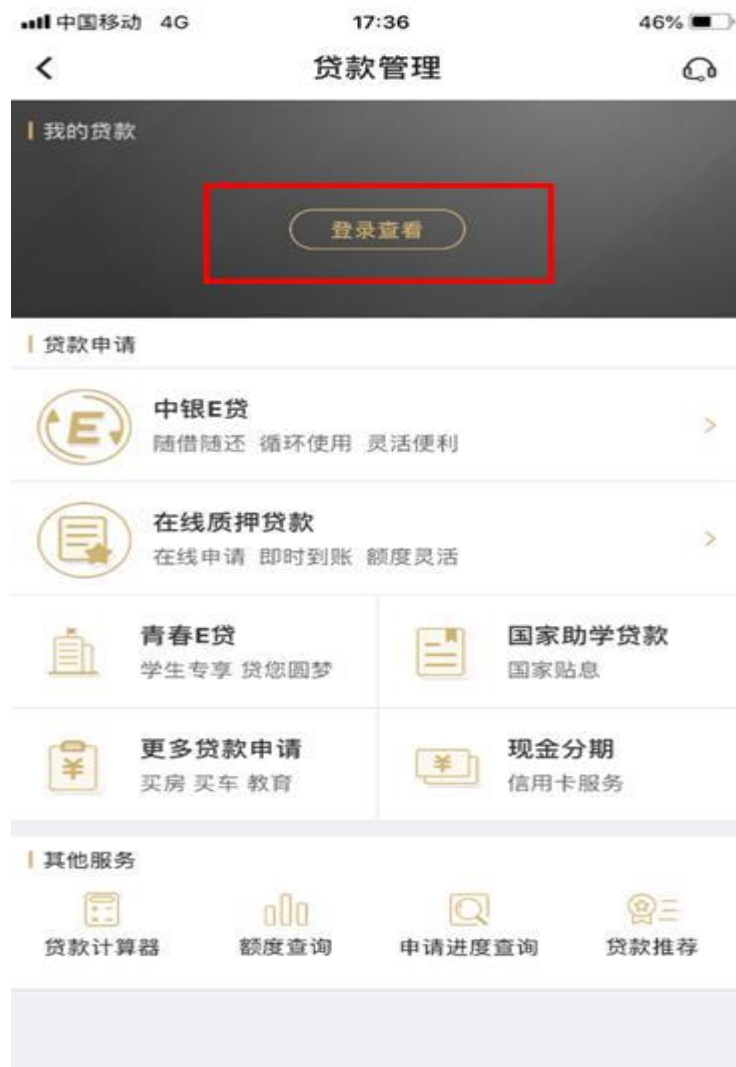 中国移动 4G 17:36 46%
贷款管理
我的贷款
登录查看
贷款申请
中银E贷
随借随还 循环使用 灵活便利
在线质押贷款
在线申请 即时到账 额度灵活
青春E贷
学生专享 贷您圆梦
国家助学贷款
国家贴息
更多贷款申请
买房 买车 教育
现金分期
信用卡服务
其他服务
贷款计算器 额度查询 申请进度查询 贷款推荐